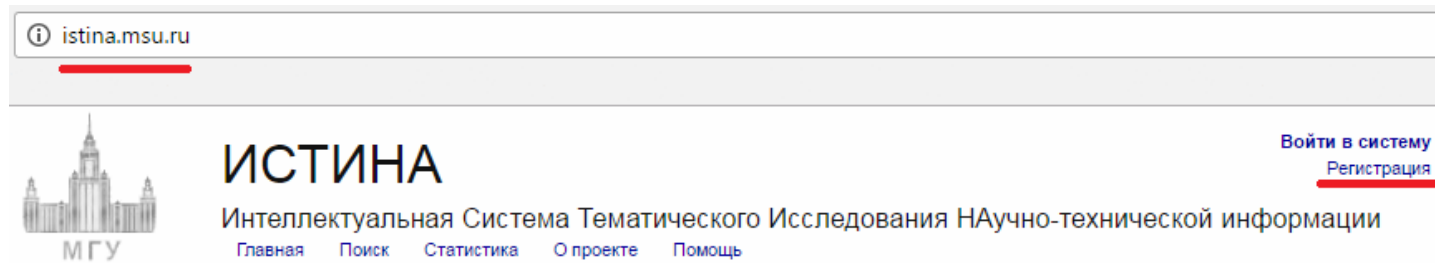 istina.msu.ru
ИСТИНА
Войти в систему
Регистрация
Интеллектуальная Система Тематического Исследования НАучно-технической информации
МГУ
Главная Поиск Статистика О проекте Помощь